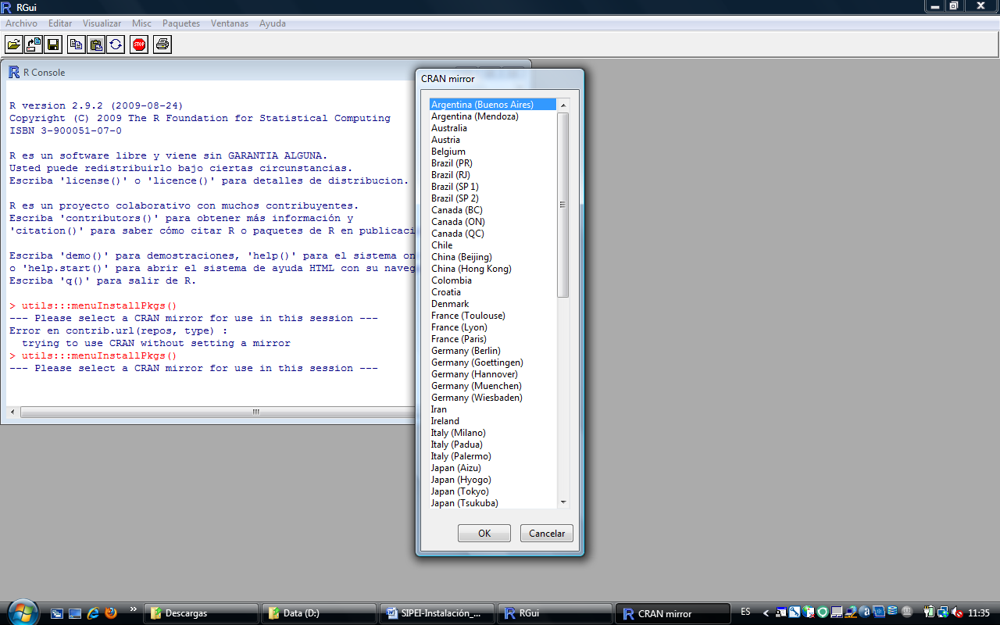 RGui
Archivo Editar Visualizar Misc Paquetes Ventanas Ayuda
STOP
R Console
R version 2.9.2 (2009-08-24)
Copyright (C) 2009 The R Foundation for Statistical Computing
ISBN 3-900051-07-0
R es un software libre y viene sin GARANTIA ALGUNA.
Usted puede redistribuirlo bajo ciertas circunstancias.
Escriba 'license()' o 'licence()' para detalles de distribucion.
R es un proyecto colaborativo con muchos contribuyentes.
Escriba 'contributors()' para obtener más información y
'citation()' para saber cómo citar R o paquetes de R en publicaci
Escriba 'demo()' para demostraciones, 'help()' para el sistema on
o 'help.start()' para abrir el sistema de ayuda HTML con su naveg
Escriba 'q()' para salir de R.
> utils:::menuInstallPkgs()
--- Please select a CRAN mirror for use in this session ---
Error en contrib.url(repos, type) :
trying to use CRAN without setting a mirror
> utils:::menuInstallPkgs()
--- Please select a CRAN mirror for use in this session ---
CRAN mirror
Argentina (Buenos Aires)
Argentina (Mendoza)
Australia
Austria
Belgium
Brazil (PR)
Brazil (RJ)
Brazil (SP 1)
Brazil (SP 2)
Canada (BC)
Canada (ON)
Canada (QC)
Chile
China (Beijing)
China (Hong Kong)
Colombia
Croatia
Denmark
France (Toulouse)
France (Lyon)
France (Paris)
Germany (Berlin)
Germany (Goettingen)
Germany (Hannover)
Germany (Muenchen)
Germany (Wiesbaden)
Iran
Ireland
Italy (Milano)
Italy (Padua)
Italy (Palermo)
Japan (Aizu)
Japan (Hyogo)
Japan (Tokyo)
Japan (Tsukuba)
OK Cancelar
Descargas Data (D:) SIPEI-Instalación_... RGui CRAN mirror ES 11:35